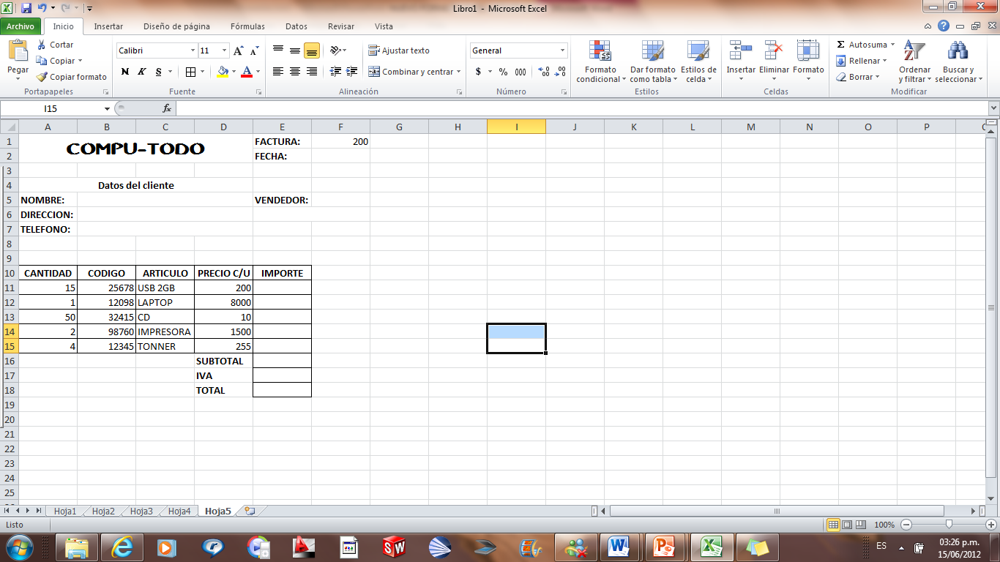 Libro1 - Microsoft Excel
Archivo Inicio Insertar Diseño de página Fórmulas Datos Revisar Vista
Pegar
Cortar
Copiar
Copiar formato
Portapapeles
Calibri 11
N K S
Fuente
Ajustar texto
Combinar y centrar
Alineación
General
$ % 000
Número
Formato condicional
Dar formato como tabla
Estilos de celda
Estilos
Insertar Eliminar Formato
Celdas
Σ Autosuma
Rellenar
Borrar
Ordenar y filtrar
Buscar y seleccionar
Modificar
I15 fx
A B C D E F G H I J K L M N O P
1 COMPU-TODO FACTURA: 200
2 FECHA:
3
4 Datos del cliente
5 NOMBRE: VENDEDOR:
6 DIRECCION:
7 TELEFONO:
8
9
10 CANTIDAD CODIGO ARTICULO PRECIO C/U IMPORTE
11 15 25678 USB 2GB 200
12 1 12098 LAPTOP 8000
13 50 32415 CD 10
14 2 98760 IMPRESORA 1500
15 4 12345 TONNER 255
16 SUBTOTAL
17 IVA
18 TOTAL
19
20
21
22
23
24
25
Hoja1 Hoja2 Hoja3 Hoja4 Hoja5
Listo 100%
ES 03:26 p.m.
15/06/2012